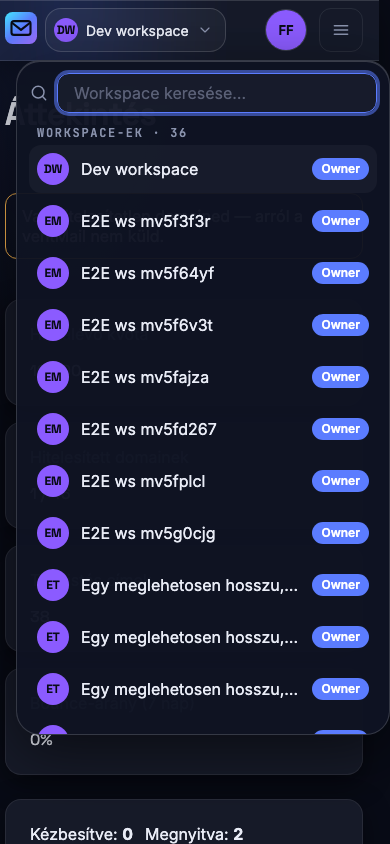 DW Dev workspace FF
Workspace keresése...
Áttekintés
WORKSPACE-EK · 36
DW Dev workspace Owner
EM E2E ws mv5f3f3r Owner
EM E2E ws mv5f64yf Owner
EM E2E ws mv5f6v3t Owner
EM E2E ws mv5fajza Owner
EM E2E ws mv5fd267 Owner
EM E2E ws mv5fplcl Owner
EM E2E ws mv5g0cjg Owner
ET Egy meglehetosen hosszu,... Owner
ET Egy meglehetosen hosszu,... Owner
ET Egy meglehetosen hosszu,... Owner
0%
Kézbesítve: 0 Megnyitva: 2